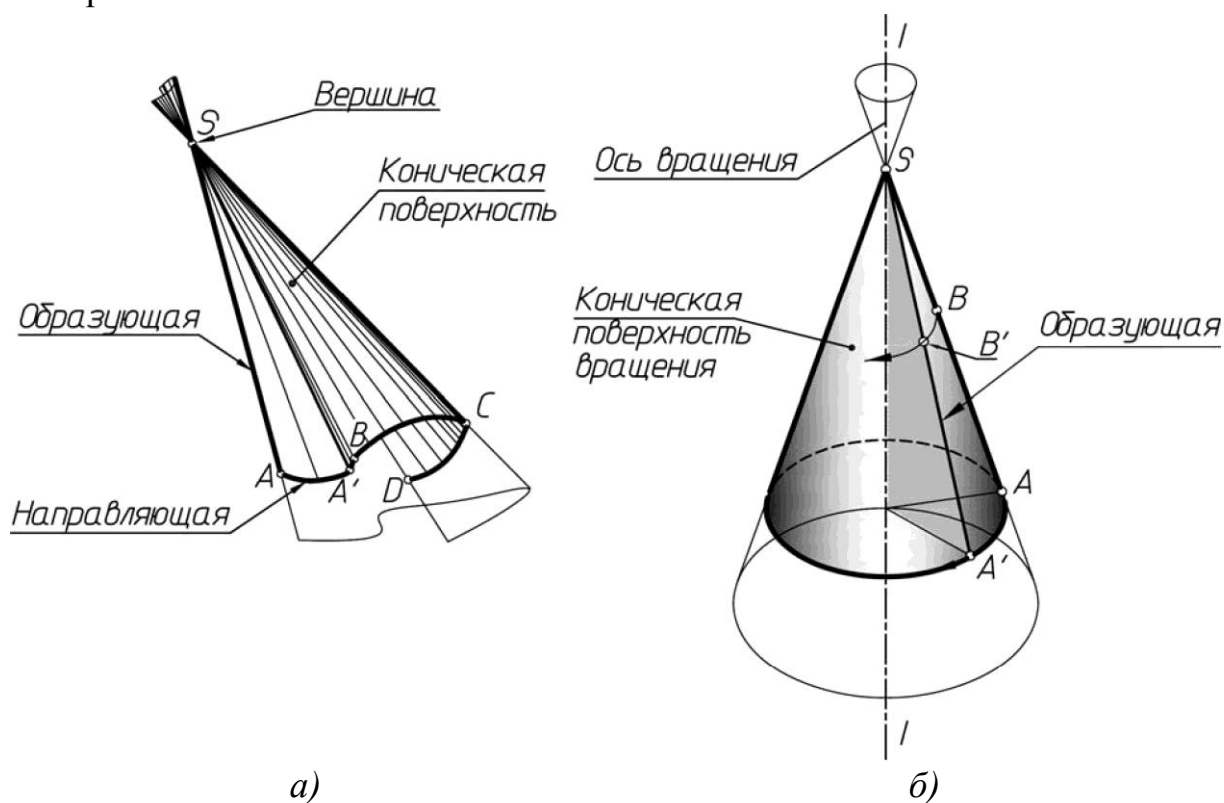 S
Вершина
Коническая
поверхность
Образующая
A
A'
B
C
D
Направляющая
а)
I
Ось вращения
S
Коническая
поверхность
вращения
B
B'
Образующая
A
A'
I
б)